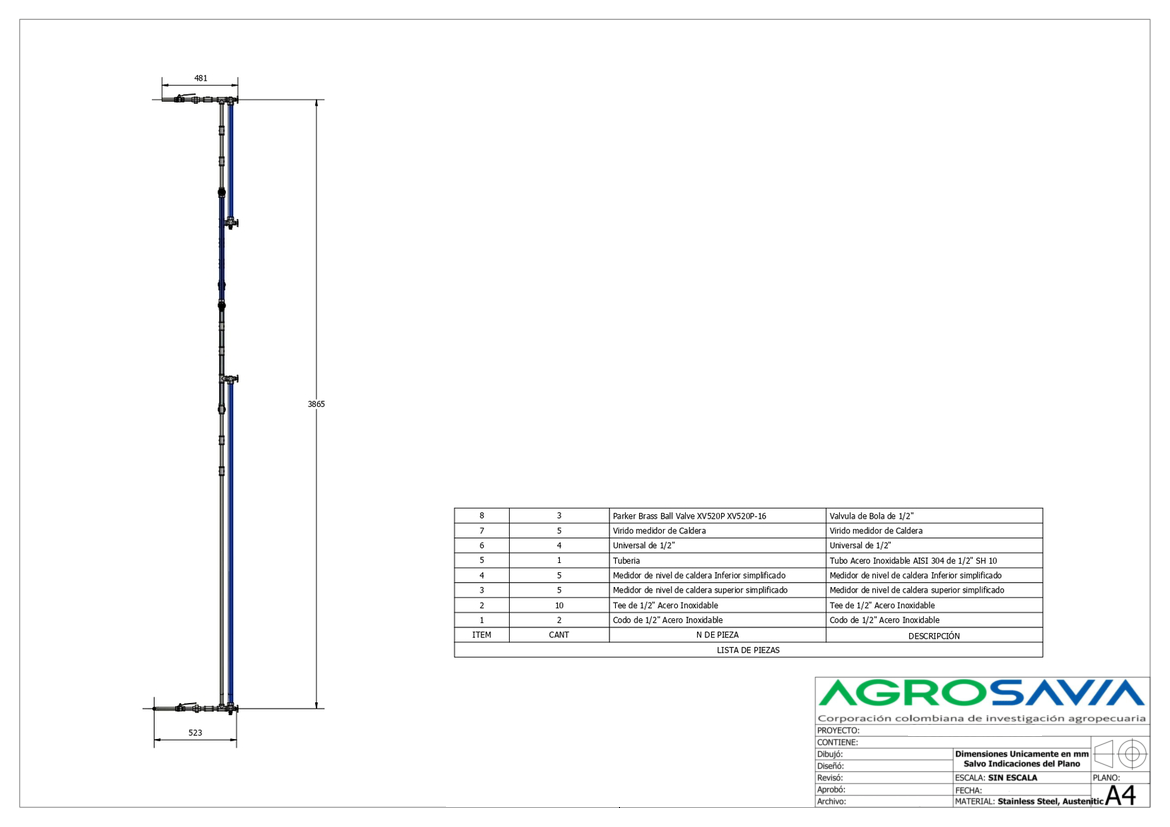 481
3865
523
8 3 Parker Brass Ball Valve XV520P XV520P-16 Valvula de Bola de 1/2"
7 5 Virido medidor de Caldera Virido medidor de Caldera
6 4 Universal de 1/2" Universal de 1/2"
5 1 Tuberia Tubo Acero Inoxidable AISI 304 de 1/2" SH 10
4 5 Medidor de nivel de caldera Inferior simplificado Medidor de nivel de caldera Inferior simplificado
3 5 Medidor de nivel de caldera superior simplificado Medidor de nivel de caldera superior simplificado
2 10 Tee de 1/2" Acero Inoxidable Tee de 1/2" Acero Inoxidable
1 2 Codo de 1/2" Acero Inoxidable Codo de 1/2" Acero Inoxidable
ITEM CANT N DE PIEZA DESCRIPCIÓN
LISTA DE PIEZAS
AGROSAVIA
Corporación colombiana de investigación agropecuaria
PROYECTO:
CONTIENE:
Dibujó:
Diseñó:
Dimensiones Unicamente en mm
Salvo Indicaciones del Plano
Revisó: ESCALA: SIN ESCALA PLANO:
Aprobó: FECHA:
Archivo: MATERIAL: Stainless Steel, Austenitic A4